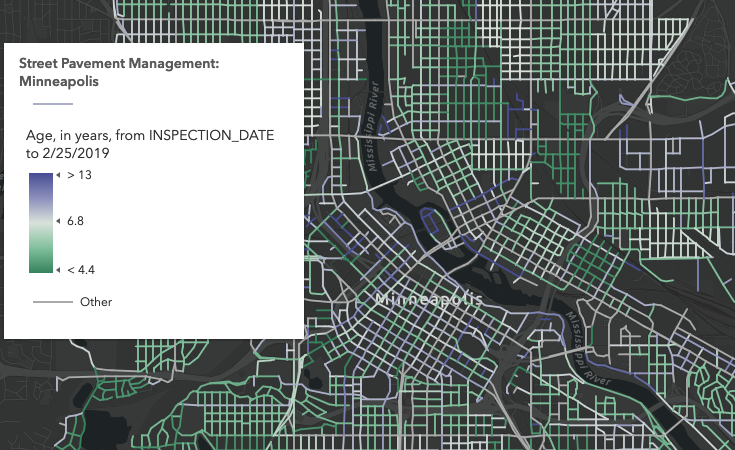 Street Pavement Management:
Minneapolis
Age, in years, from INSPECTION_DATE
to 2/25/2019
> 13
6.8
< 4.4
Other
Mississippi River
Minneapolis
Mississippi River